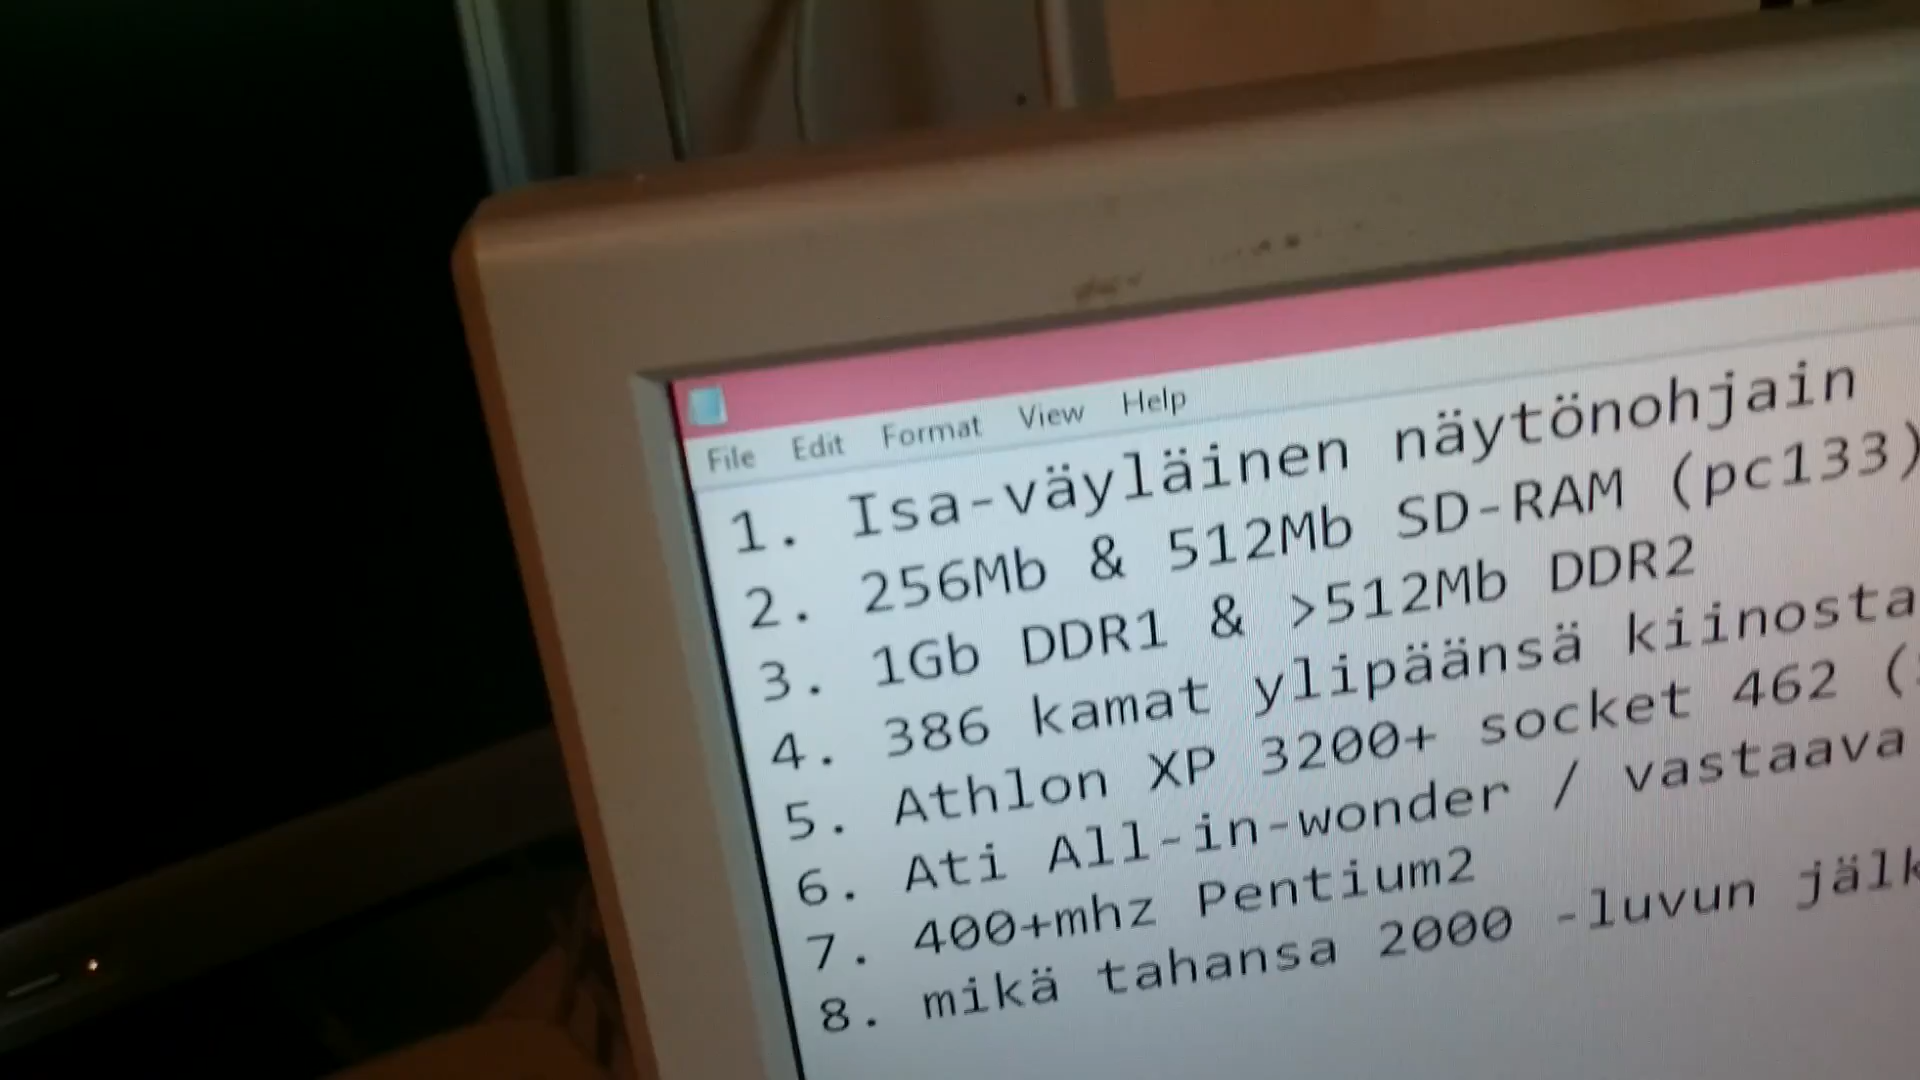 File Edit Format View Help
1. Isa-väyläinen näytönohjain
2. 256Mb & 512Mb SD-RAM (pc133)
3. 1Gb DDR1 & >512Mb DDR2
4. 386 kamat ylipäänsä kiinosta
5. Athlon XP 3200+ socket 462 (
6. Ati All-in-wonder / vastaava
7. 400+mhz Pentium2
8. mikä tahansa 2000 -luvun jälk